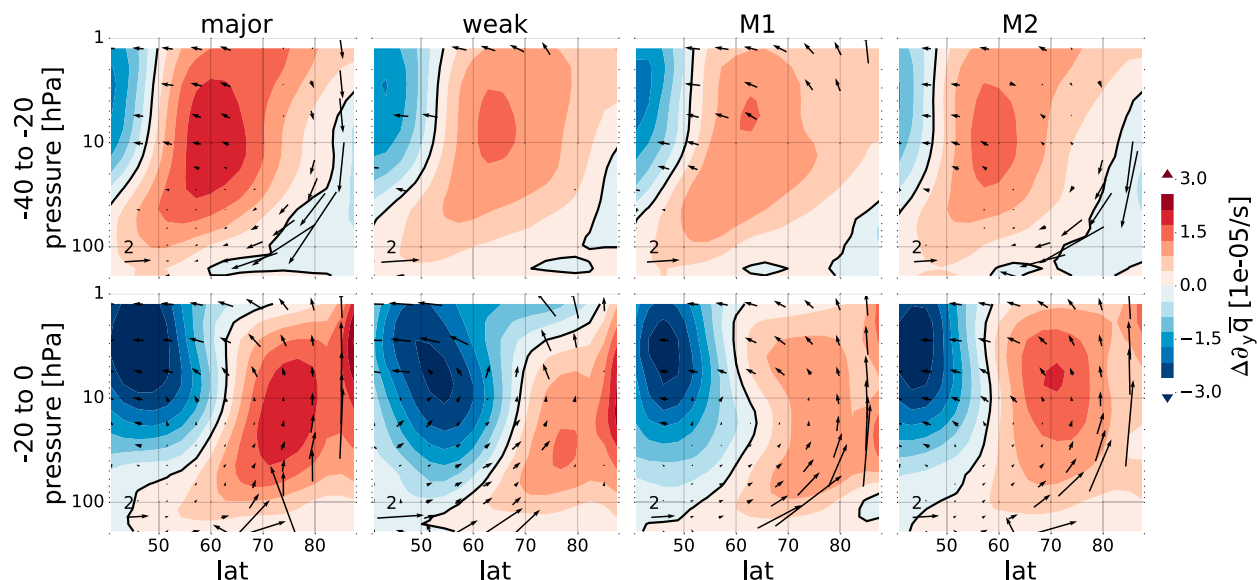 major weak M1 M2
-40 to -20
pressure [hPa]
1
10
100
2 2 2 2
-20 to 0
pressure [hPa]
1
10
100
2 2 2 2
50 60 70 80 50 60 70 80 50 60 70 80 50 60 70 80
lat lat lat lat
3.0
1.5
0.0
−1.5
−3.0
Δ∂yq̅ [1e-05/s]